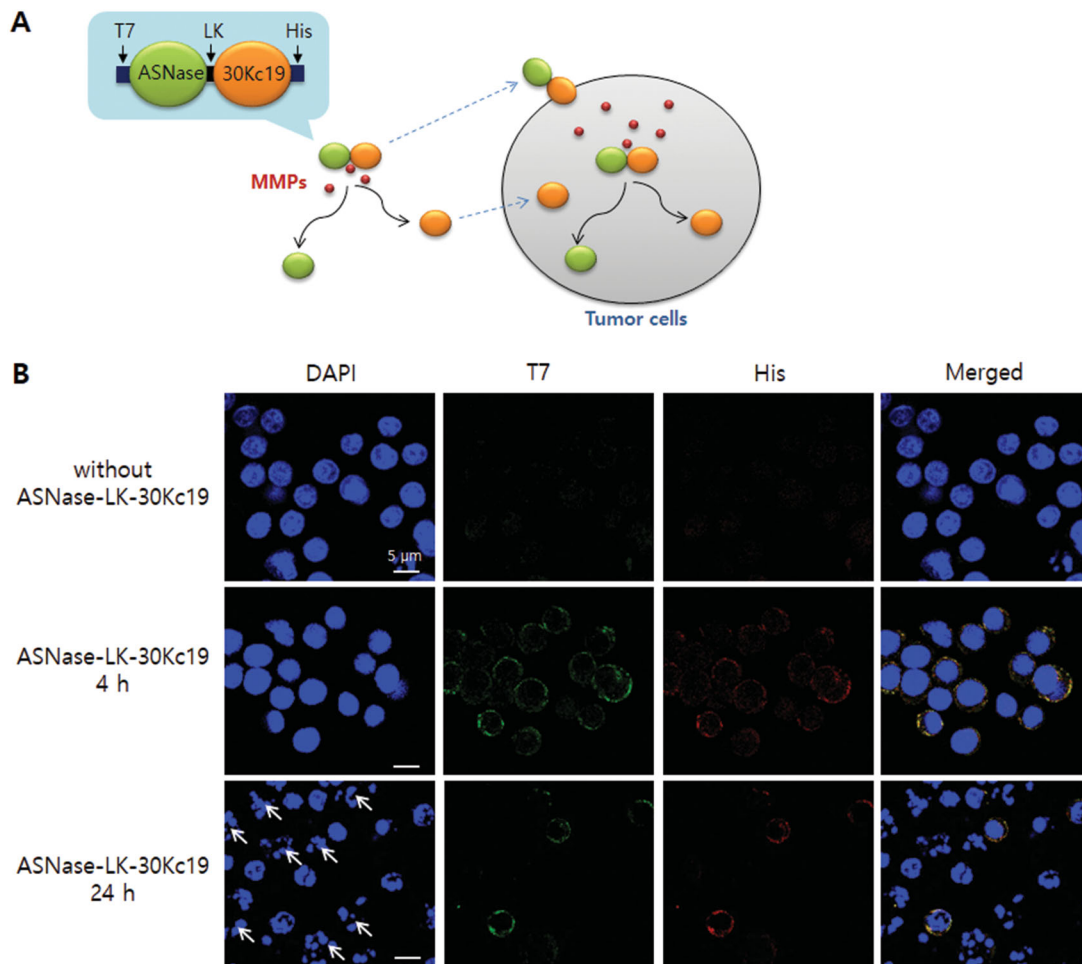 A
T7 LK His
ASNase 30Kc19
MMPs
Tumor cells
B
DAPI T7 His Merged
without
ASNase-LK-30Kc19
5 μm
ASNase-LK-30Kc19
4 h
ASNase-LK-30Kc19
24 h